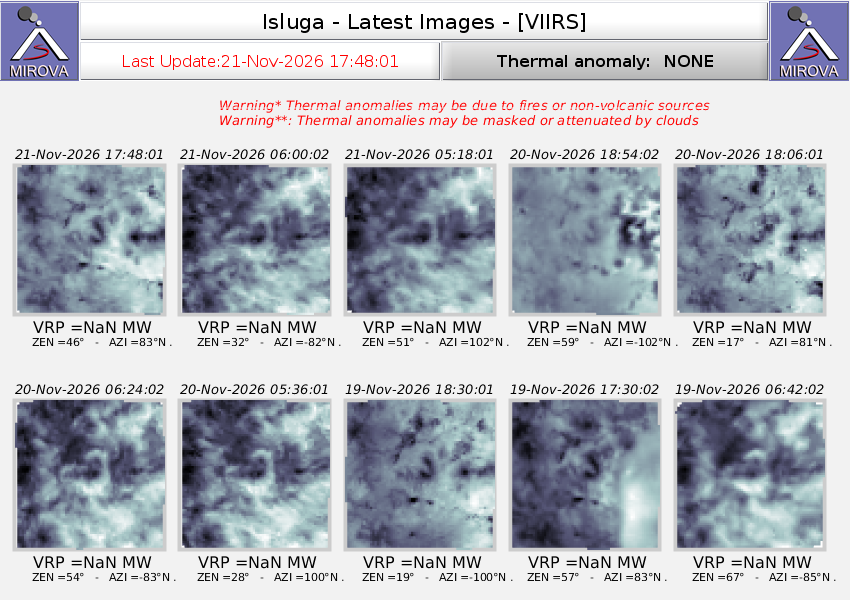 Isluga - Latest Images - [VIIRS]
MIROVA
Last Update:21-Nov-2026 17:48:01
Thermal anomaly: NONE
MIROVA
Warning* Thermal anomalies may be due to fires or non-volcanic sources
Warning**: Thermal anomalies may be masked or attenuated by clouds
21-Nov-2026 17:48:01 21-Nov-2026 06:00:02 21-Nov-2026 05:18:01 20-Nov-2026 18:54:02 20-Nov-2026 18:06:01
VRP =NaN MW VRP =NaN MW VRP =NaN MW VRP =NaN MW VRP =NaN MW
ZEN =46° - AZI =83°N . ZEN =32° - AZI =-82°N . ZEN =51° - AZI =102°N . ZEN =59° - AZI =-102°N . ZEN =17° - AZI =81°N .
20-Nov-2026 06:24:02 20-Nov-2026 05:36:01 19-Nov-2026 18:30:01 19-Nov-2026 17:30:02 19-Nov-2026 06:42:02
VRP =NaN MW VRP =NaN MW VRP =NaN MW VRP =NaN MW VRP =NaN MW
ZEN =54° - AZI =-83°N . ZEN =28° - AZI =100°N . ZEN =19° - AZI =-100°N . ZEN =57° - AZI =83°N . ZEN =67° - AZI =-85°N .